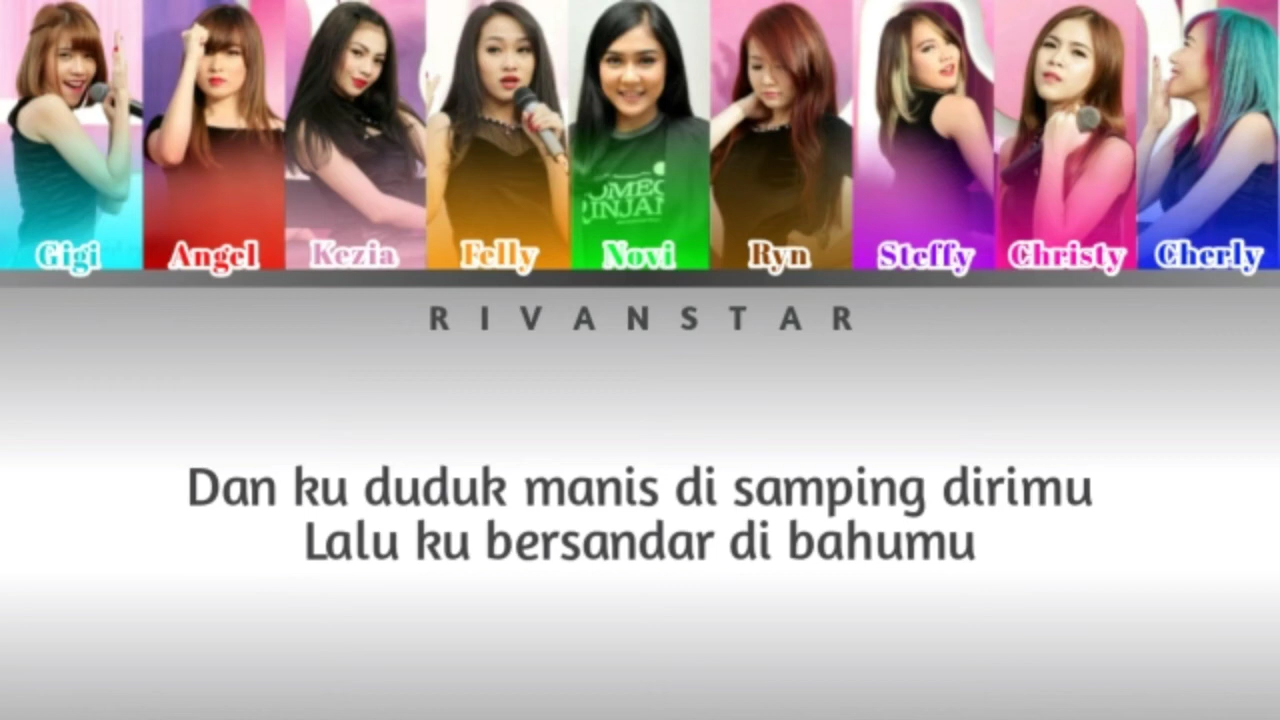 Gigi Angel Kezia Felly Novi Ryn Steffy Christy Cherly
RIVANSTAR
Dan ku duduk manis di samping dirimu
Lalu ku bersandar di bahumu